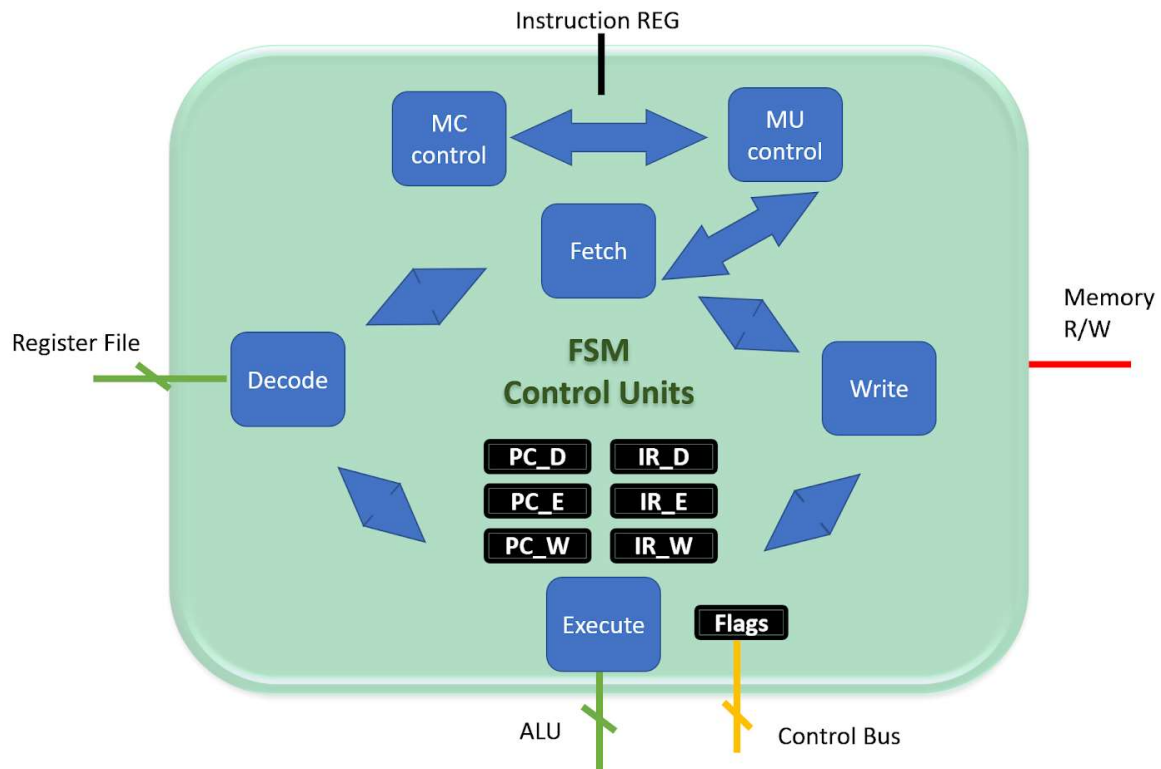 Instruction REG
MC
control
MU
control
Fetch
Memory
R/W
Register File
Decode
FSM
Control Units
Write
PC_D
IR_D
PC_E
IR_E
PC_W
IR_W
Execute
Flags
ALU
Control Bus